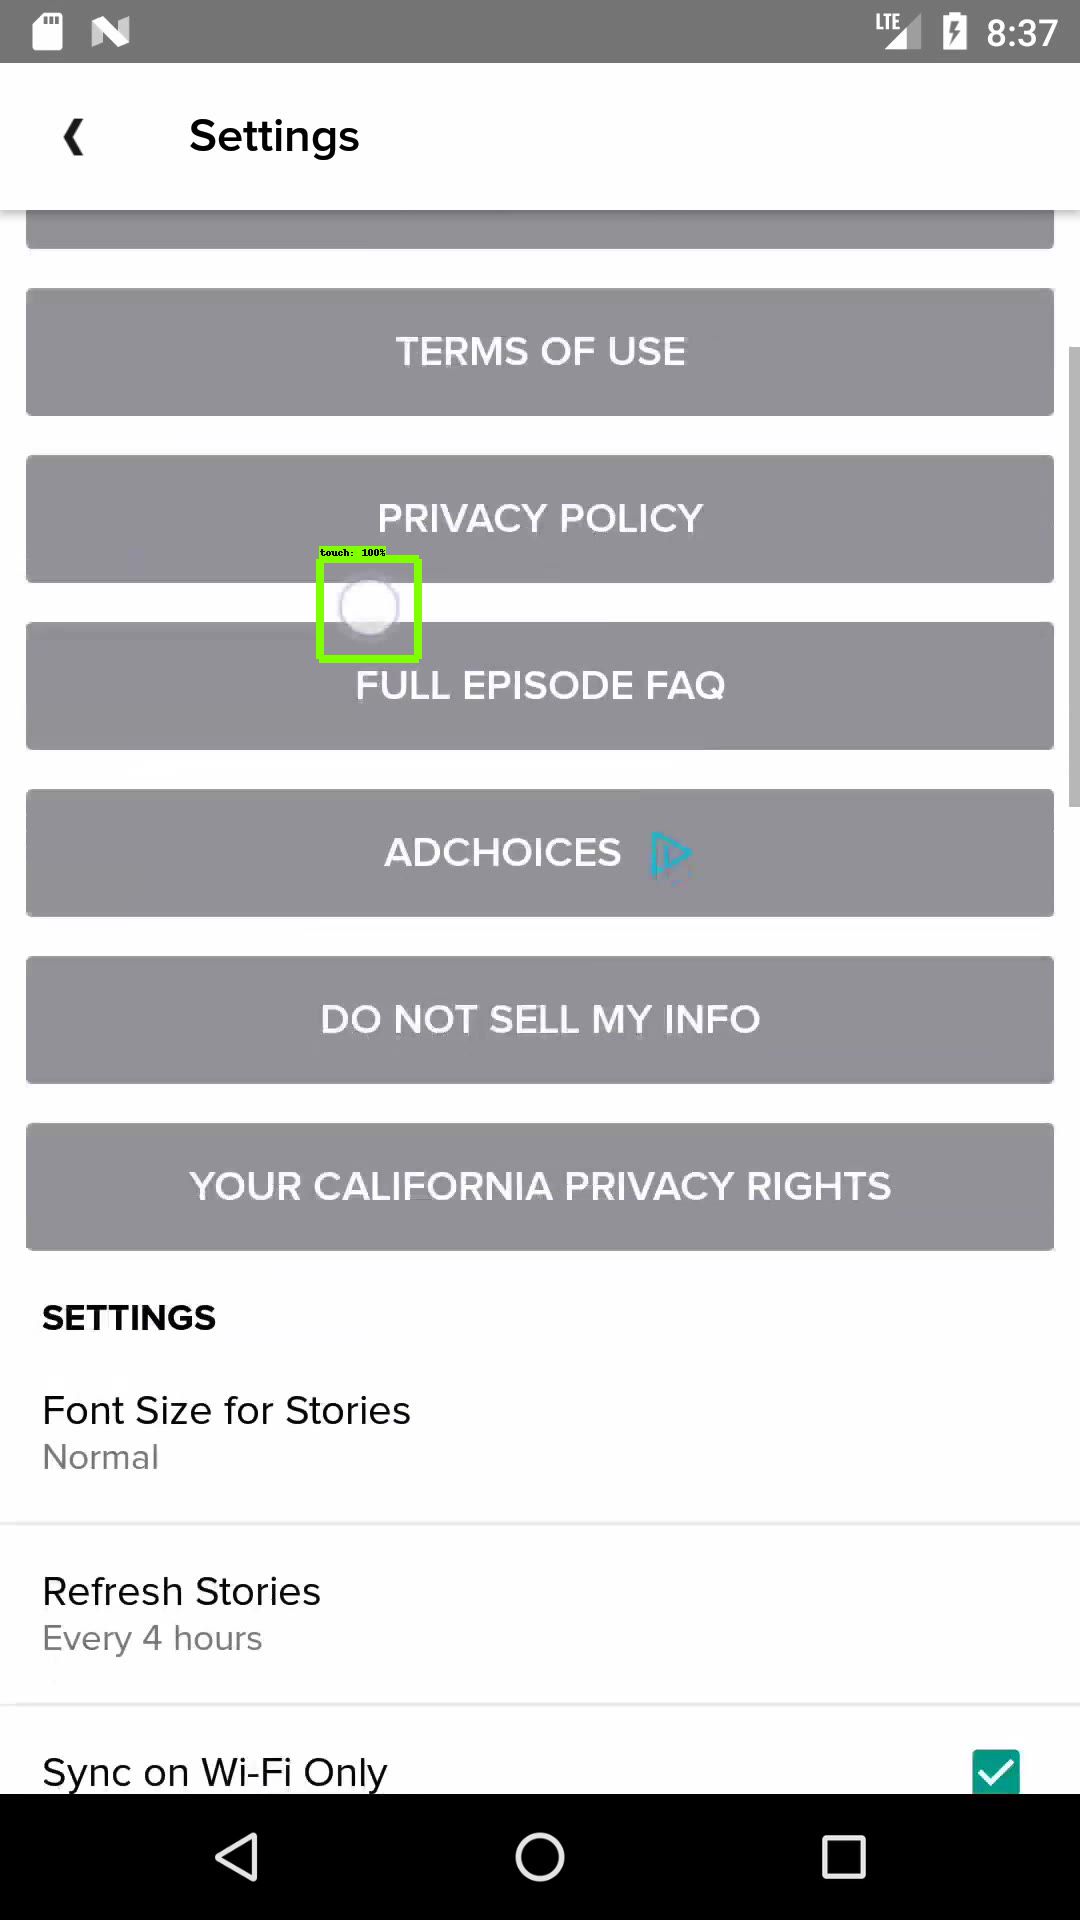 LTE 8:37
Settings
TERMS OF USE
PRIVACY POLICY
touch: 100%
FULL EPISODE FAQ
ADCHOICES
DO NOT SELL MY INFO
YOUR CALIFORNIA PRIVACY RIGHTS
SETTINGS
Font Size for Stories
Normal
Refresh Stories
Every 4 hours
Sync on Wi-Fi Only